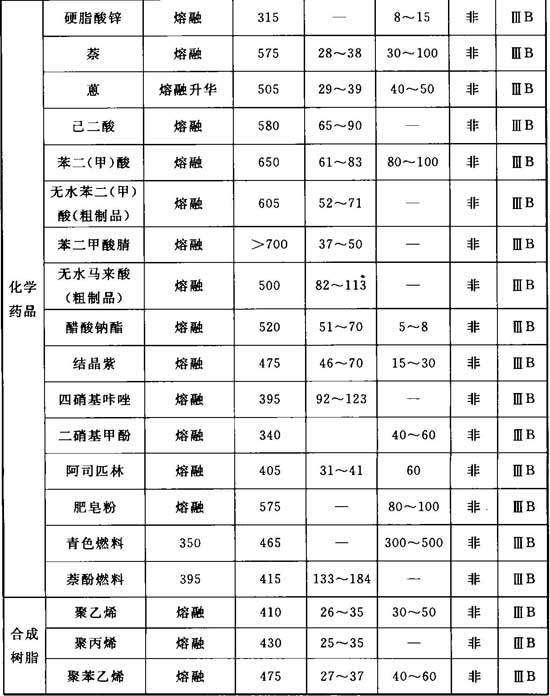 硬脂酸锌 熔融 315 — 8～15 非 ⅢB
萘 熔融 575 28～38 30～100 非 ⅢB
蒽 熔融升华 505 29～39 40～50 非 ⅢB
己二酸 熔融 580 65～90 — 非 ⅢB
苯二(甲)酸 熔融 650 61～83 80～100 非 ⅢB
无水苯二(甲)
酸(粗制品) 熔融 605 52～71 — 非 ⅢB
苯二甲酸腈 熔融 >700 37～50 — 非 ⅢB
无水马来酸
(粗制品) 熔融 500 82～113 — 非 ⅢB
化学
药品
醋酸钠酯 熔融 520 51～70 5～8 非 ⅢB
结晶紫 熔融 475 46～70 15～30 非 ⅢB
四硝基咔唑 熔融 395 92～123 — 非 ⅢB
二硝基甲酚 熔融 340 40～60 非 ⅢB
阿司匹林 熔融 405 31～41 60 非 ⅢB
肥皂粉 熔融 575 — 80～100 非 ⅢB
青色燃料 350 465 — 300～500 非 ⅢB
萘酚燃料 395 415 133～184 — 非 ⅢB
合成
树脂
聚乙烯 熔融 410 26～35 30～50 非 ⅢB
聚丙烯 熔融 430 25～35 — 非 ⅢB
聚苯乙烯 熔融 475 27～37 40～60 非 ⅢB